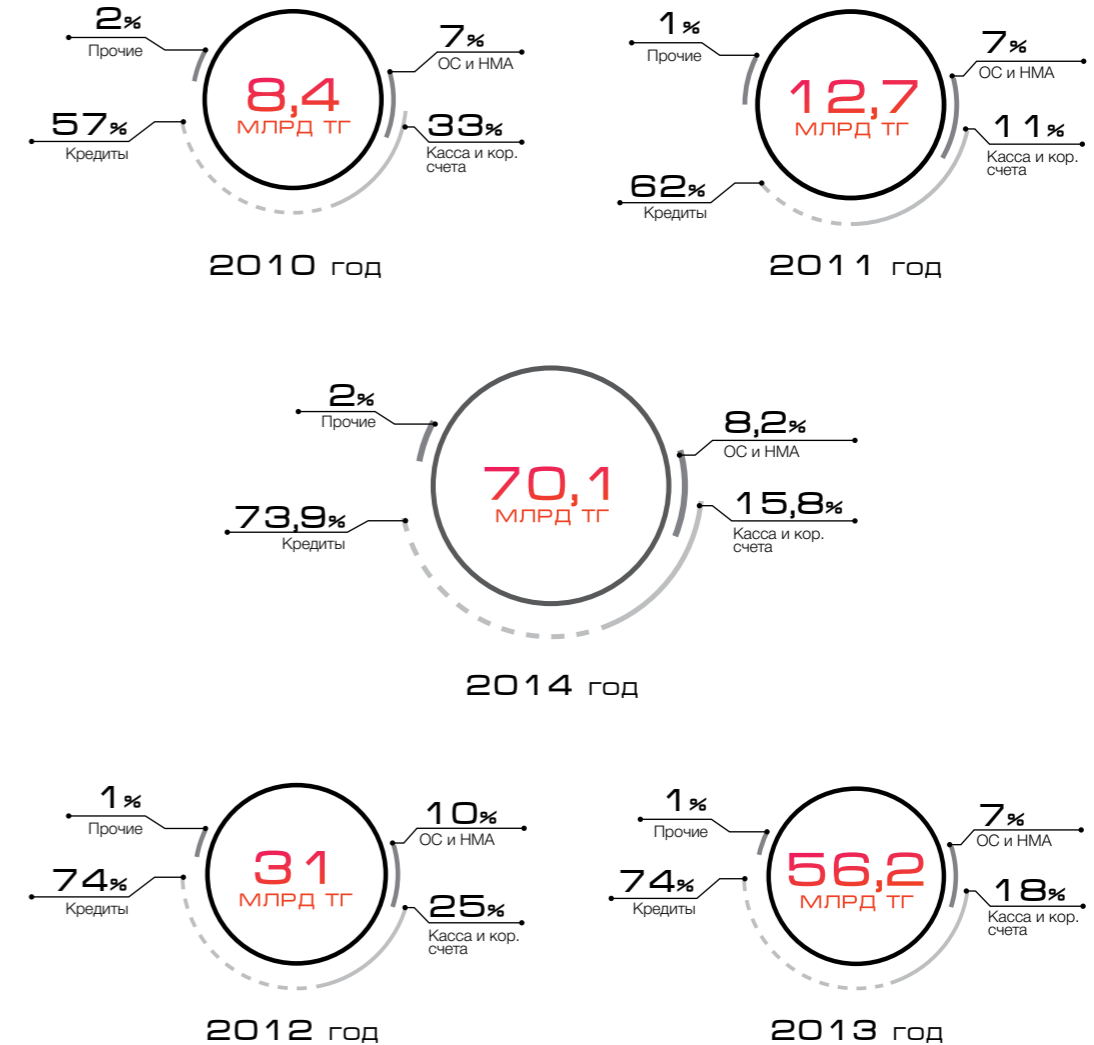 2%
Прочие
7%
ОС и НМА
8,4
МЛРД ТГ
57%
Кредиты
33%
Касса и кор.
счета
2010 год
1%
Прочие
7%
ОС и НМА
12,7
МЛРД ТГ
11%
Касса и кор.
счета
62%
Кредиты
2011 год
2%
Прочие
8,2%
ОС и НМА
70,1
МЛРД ТГ
73,9%
Кредиты
15,8%
Касса и кор.
счета
2014 год
1%
Прочие
10%
ОС и НМА
31
МЛРД ТГ
74%
Кредиты
25%
Касса и кор.
счета
2012 год
1%
Прочие
7%
ОС и НМА
56,2
МЛРД ТГ
74%
Кредиты
18%
Касса и кор.
счета
2013 год